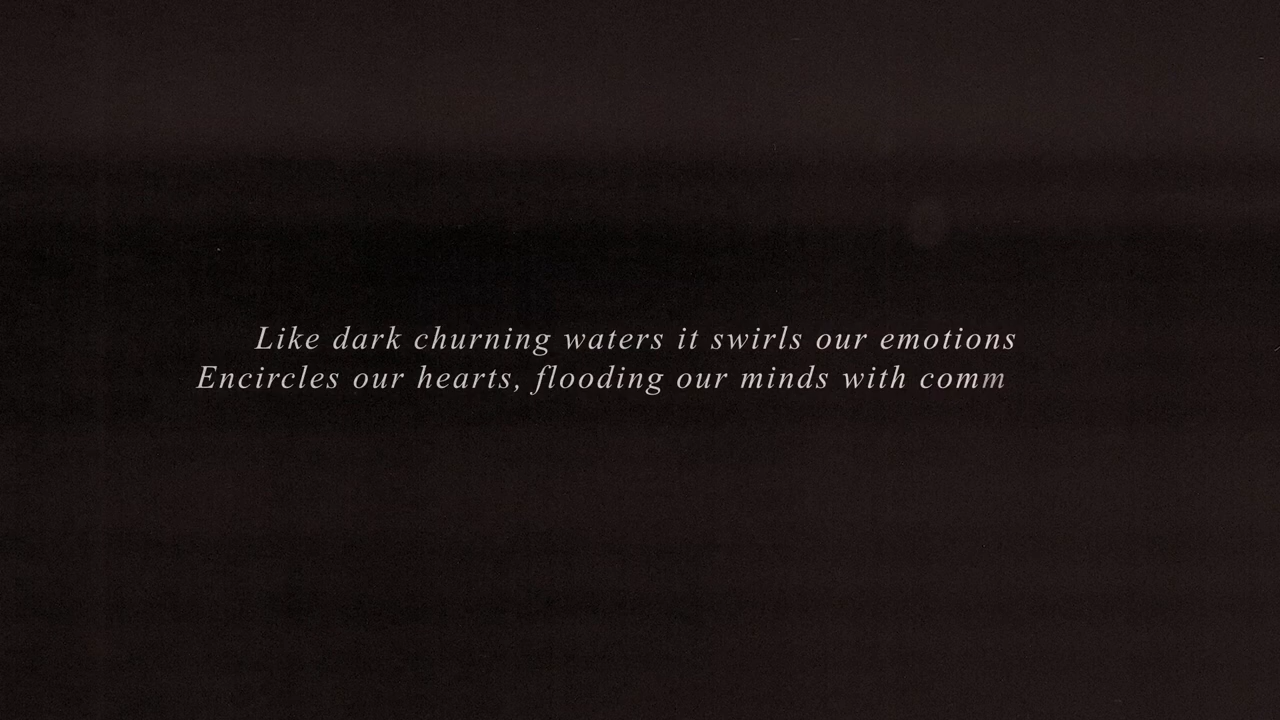 Like dark churning waters it swirls our emotions
Encircles our hearts, flooding our minds with comm